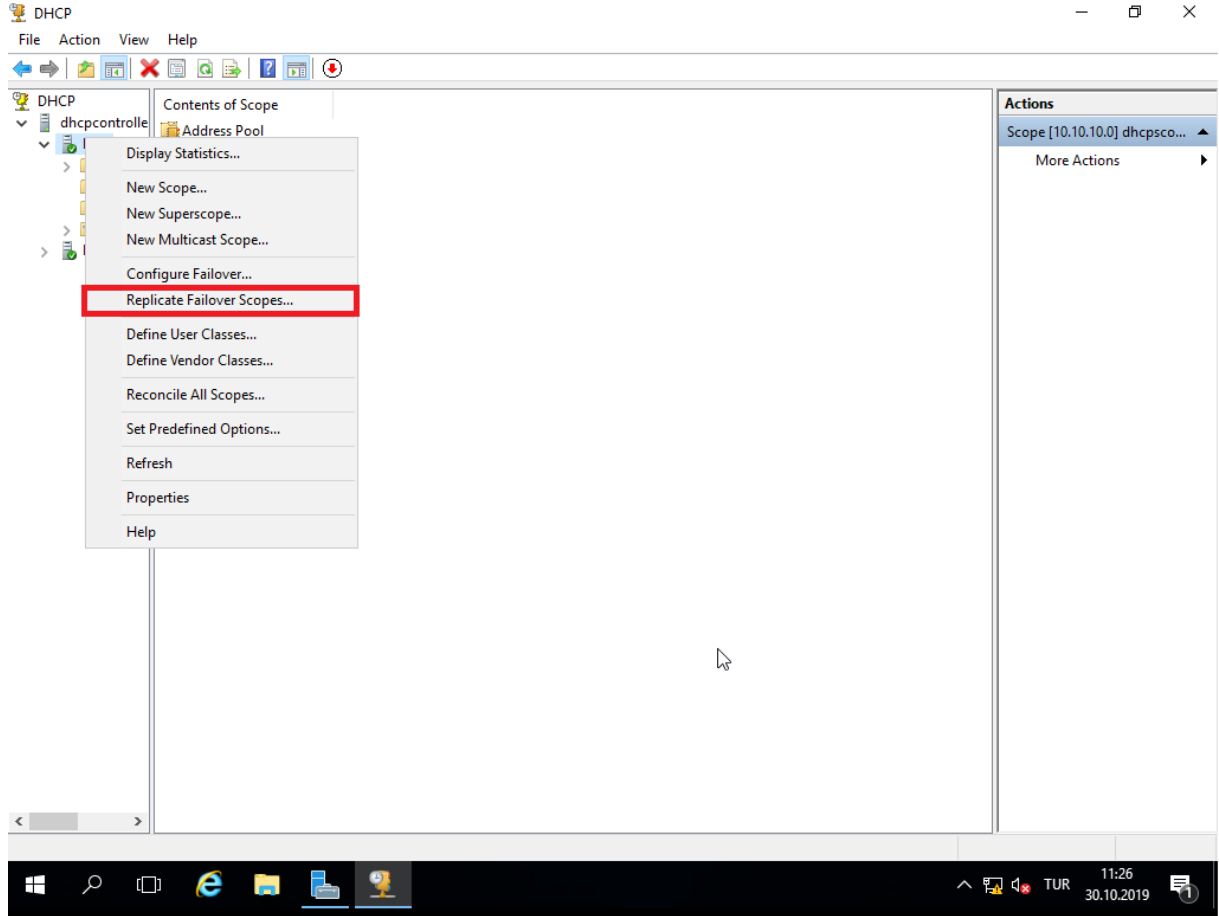 DHCP
File Action View Help
DHCP
dhcpcontrolle
Contents of Scope
Address Pool
Display Statistics...
New Scope...
New Superscope...
New Multicast Scope...
Configure Failover...
Replicate Failover Scopes...
Define User Classes...
Define Vendor Classes...
Reconcile All Scopes...
Set Predefined Options...
Refresh
Properties
Help
Actions
Scope [10.10.10.0] dhcpsco...
More Actions
TUR
11:26
30.10.2019
1